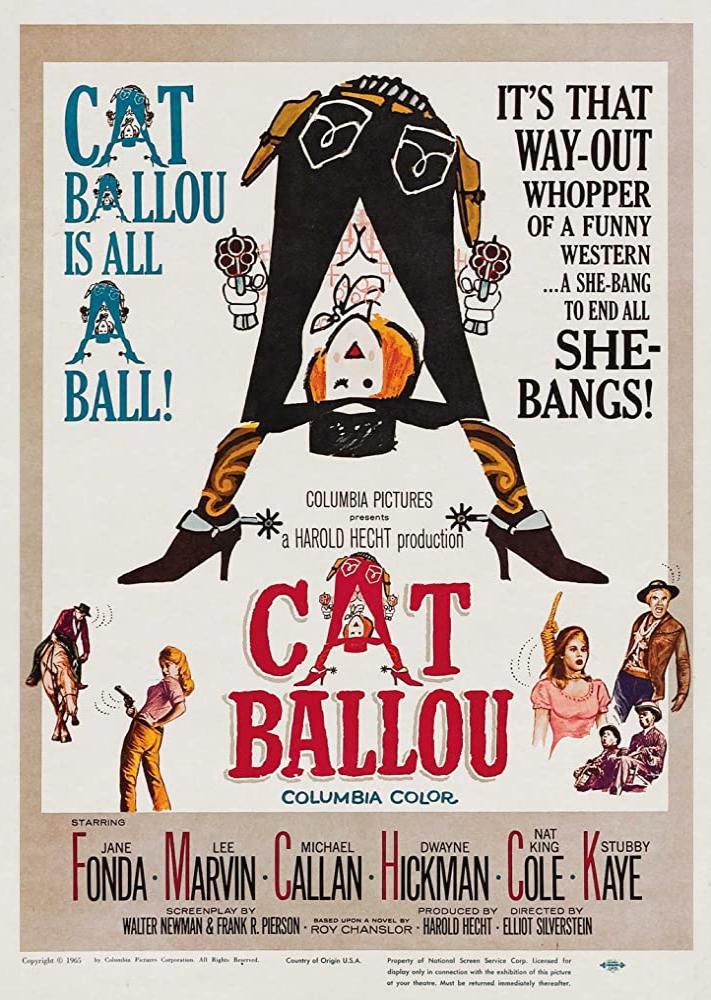 CAT
BALLOU
IS ALL
A
BALL!
IT'S THAT
WAY-OUT
WHOPPER
OF A FUNNY
WESTERN
...A SHE-BANG
TO END ALL
SHE-
BANGS!
COLUMBIA PICTURES
presents
a HAROLD HECHT production
CAT
BALLOU
COLUMBIA COLOR
STARRING
JANE FONDA · LEE MARVIN · MICHAEL CALLAN · DWAYNE HICKMAN · NAT KING COLE · STUBBY KAYE
SCREENPLAY BY WALTER NEWMAN & FRANK R. PIERSON · BASED UPON A NOVEL BY ROY CHANSLOR · PRODUCED BY HAROLD HECHT · DIRECTED BY ELLIOT SILVERSTEIN
Copyright © 1965 by Columbia Pictures Corporation. All Rights Reserved.
Country of Origin U.S.A.
Property of National Screen Service Corp. Licensed for
display only in connection with the exhibition of this picture
at your theatre. Must be returned immediately thereafter.